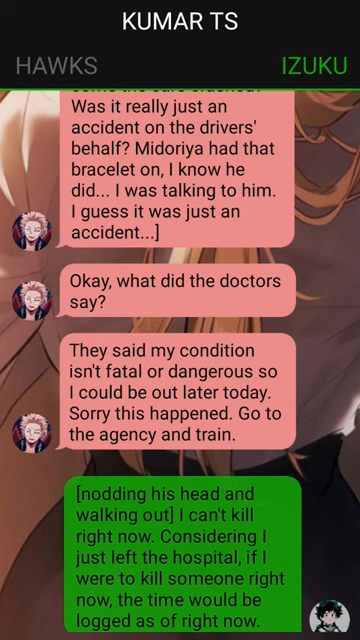 KUMAR TS
HAWKS
IZUKU
Was it really just an
accident on the drivers'
behalf? Midoriya had that
bracelet on, I know he
did... I was talking to him.
I guess it was just an
accident...]
Okay, what did the doctors
say?
They said my condition
isn't fatal or dangerous so
I could be out later today.
Sorry this happened. Go to
the agency and train.
[nodding his head and
walking out] I can't kill
right now. Considering I
just left the hospital, if I
were to kill someone right
now, the time would be
logged as of right now.